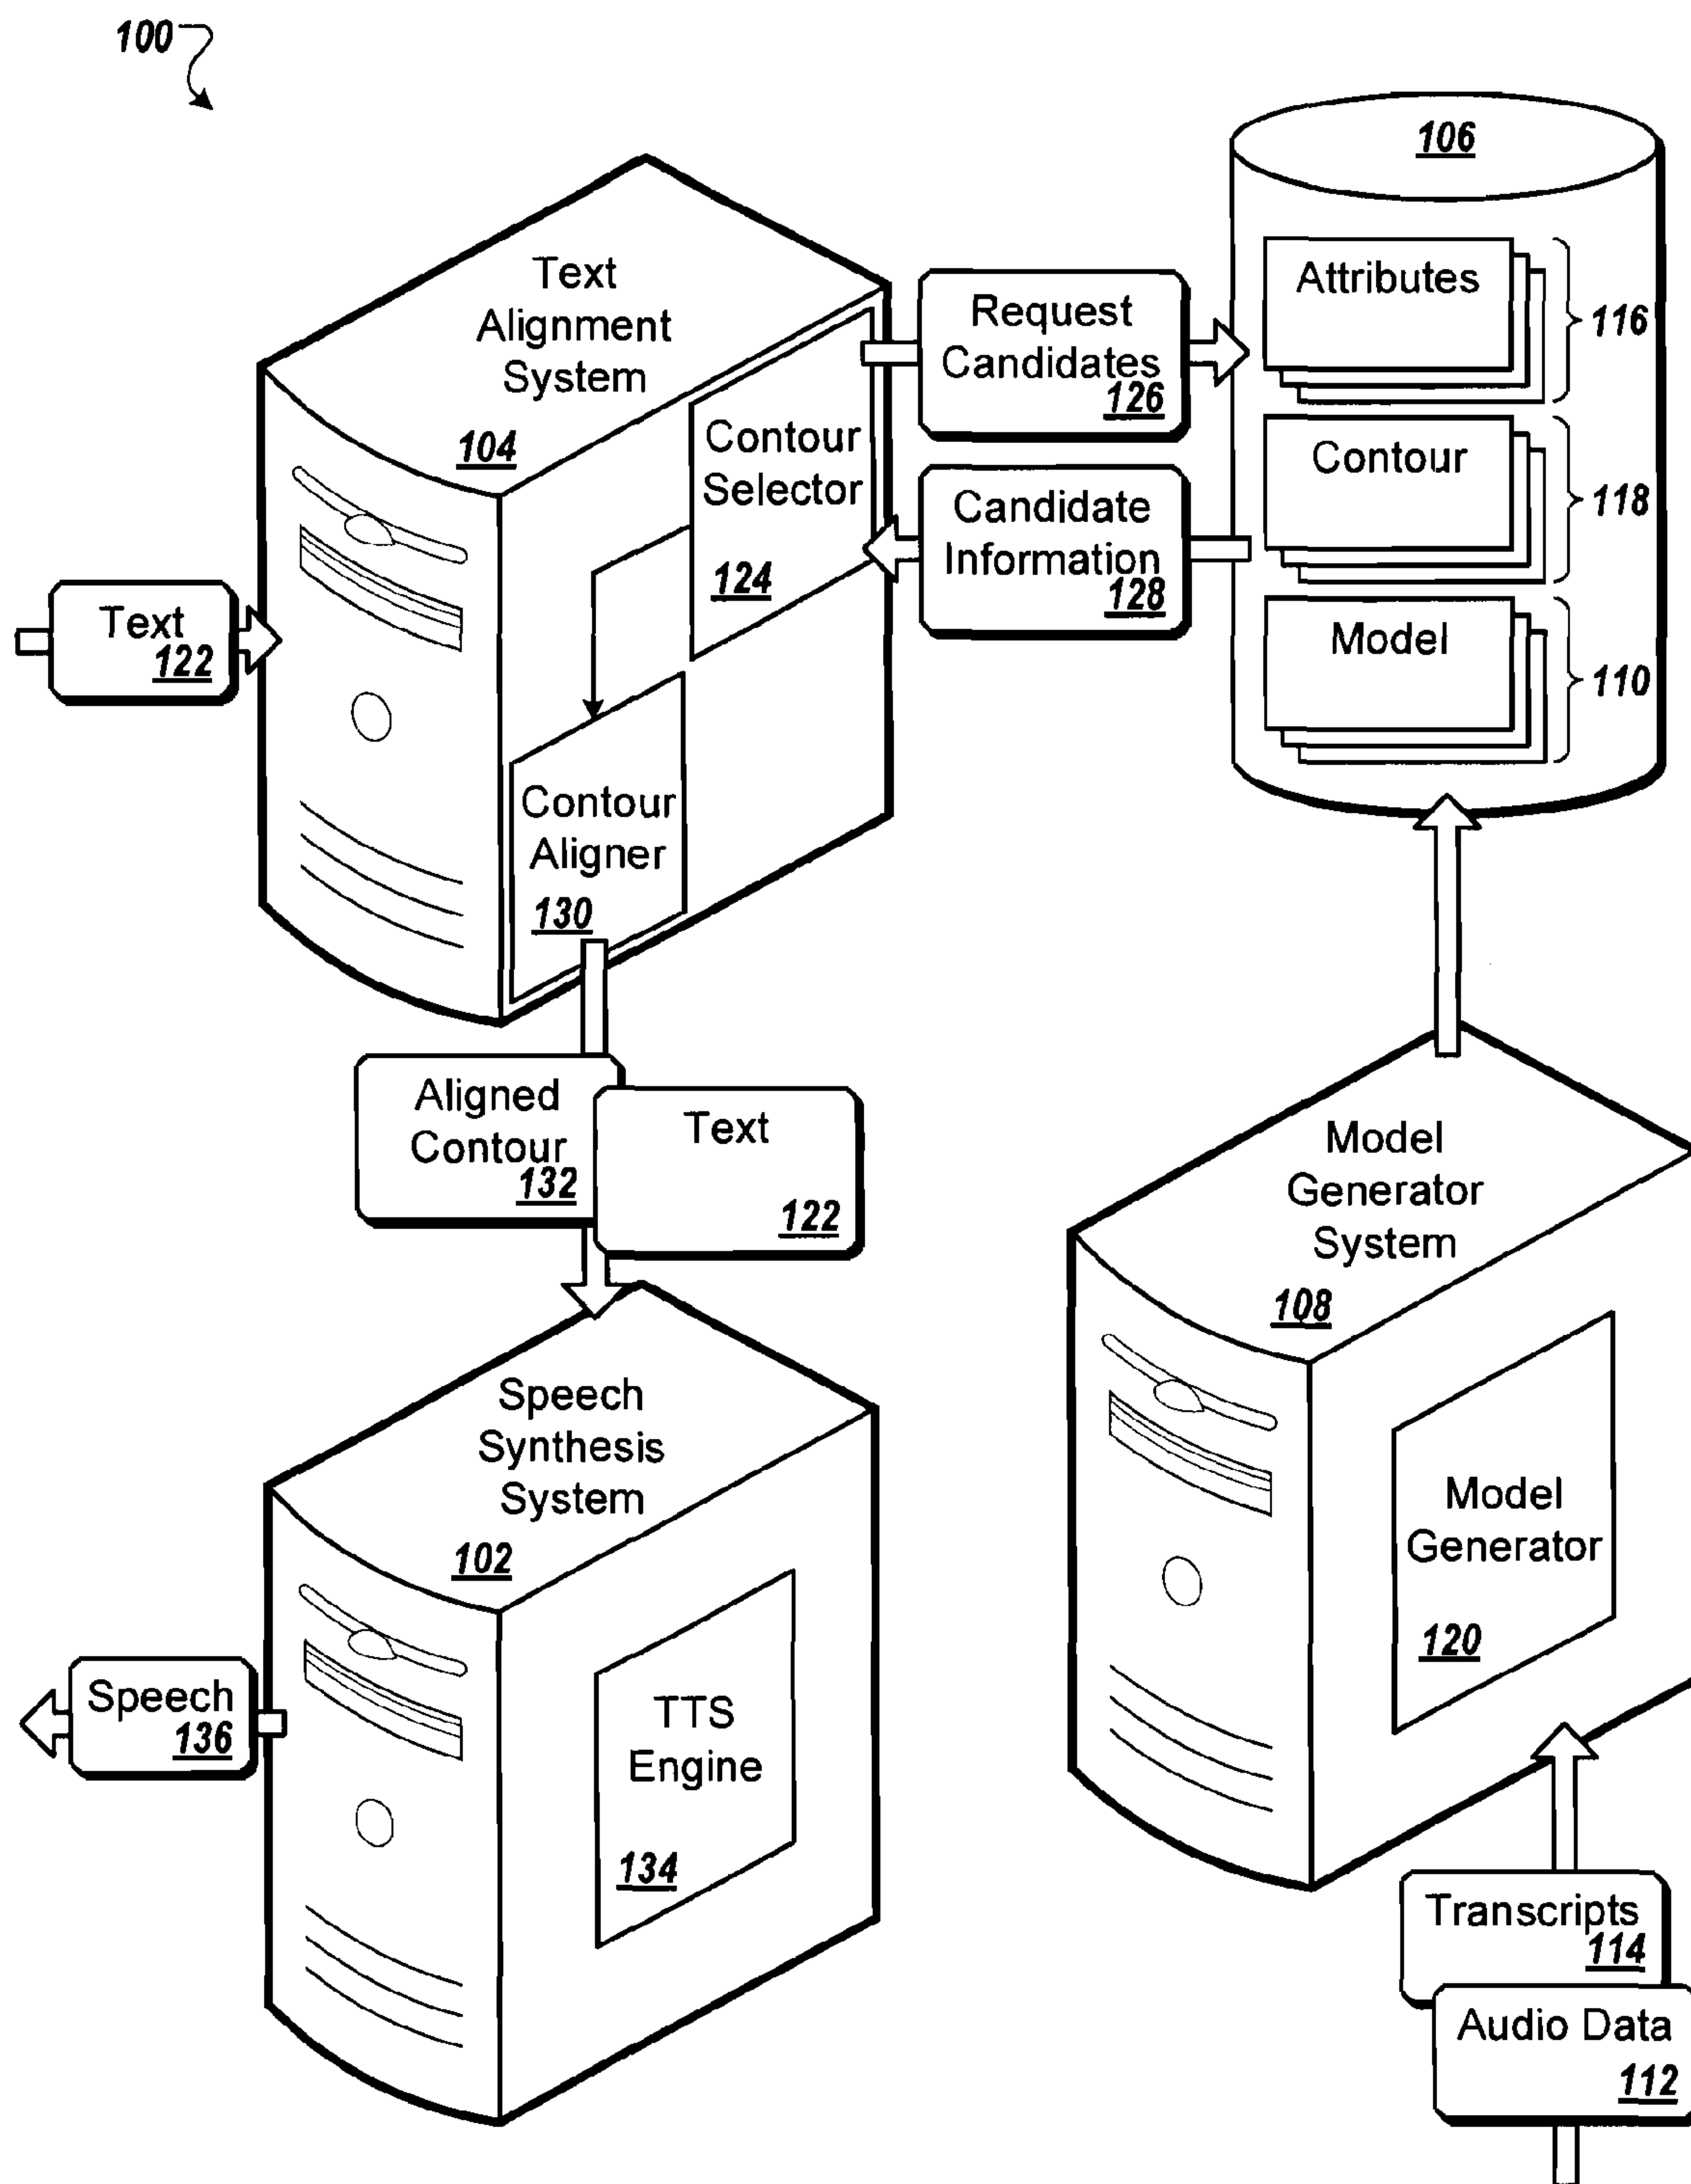 100
106
Text
Alignment
System
104
Request
Candidates
126
Attributes
116
Contour
Selector
124
Candidate
Information
128
Contour
118
Text
122
Model
110
Contour
Aligner
130
Aligned
Contour
132
Text
122
Model
Generator
System
108
Speech
Synthesis
System
102
Model
Generator
120
Speech
136
TTS
Engine
134
Transcripts
114
Audio Data
112